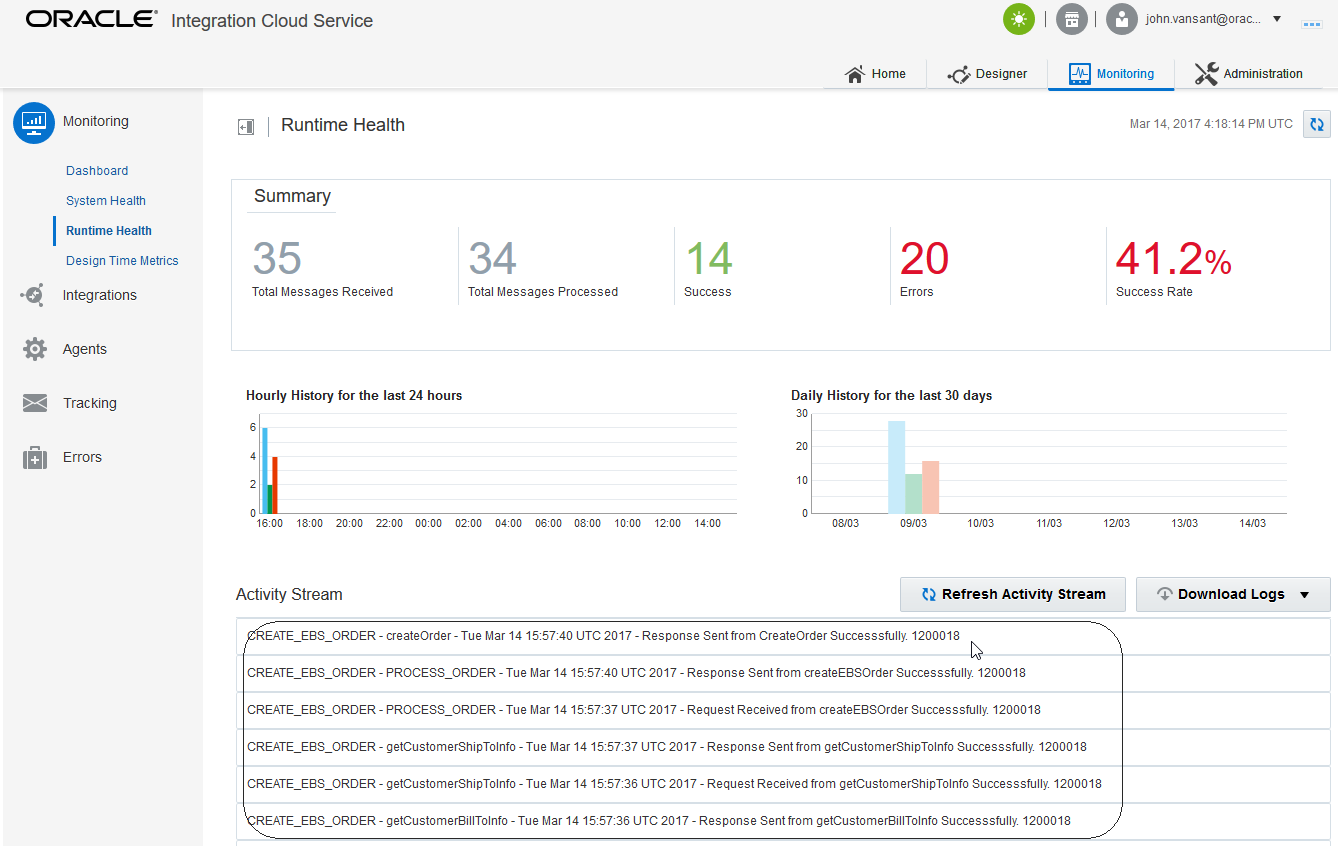 ORACLE® Integration Cloud Service
john.vansant@orac...
Home Designer Monitoring Administration
Monitoring
Dashboard
System Health
Runtime Health
Design Time Metrics
Integrations
Agents
Tracking
Errors
Runtime Health
Mar 14, 2017 4:18:14 PM UTC
Summary
35 34 14 20 41.2%
Total Messages Received Total Messages Processed Success Errors Success Rate
Hourly History for the last 24 hours
6
4
2
0
16:00 18:00 20:00 22:00 00:00 02:00 04:00 06:00 08:00 10:00 12:00 14:00
Daily History for the last 30 days
30
20
10
0
08/03 09/03 10/03 11/03 12/03 13/03 14/03
Activity Stream
Refresh Activity Stream Download Logs
CREATE_EBS_ORDER - createOrder - Tue Mar 14 15:57:40 UTC 2017 - Response Sent from CreateOrder Successsfully. 1200018
CREATE_EBS_ORDER - PROCESS_ORDER - Tue Mar 14 15:57:40 UTC 2017 - Response Sent from createEBSOrder Successsfully. 1200018
CREATE_EBS_ORDER - PROCESS_ORDER - Tue Mar 14 15:57:37 UTC 2017 - Request Received from createEBSOrder Successsfully. 1200018
CREATE_EBS_ORDER - getCustomerShipToInfo - Tue Mar 14 15:57:37 UTC 2017 - Response Sent from getCustomerShipToInfo Successsfully. 1200018
CREATE_EBS_ORDER - getCustomerShipToInfo - Tue Mar 14 15:57:36 UTC 2017 - Request Received from getCustomerShipToInfo Successsfully. 1200018
CREATE_EBS_ORDER - getCustomerBillToInfo - Tue Mar 14 15:57:36 UTC 2017 - Response Sent from getCustomerBillToInfo Successsfully. 1200018